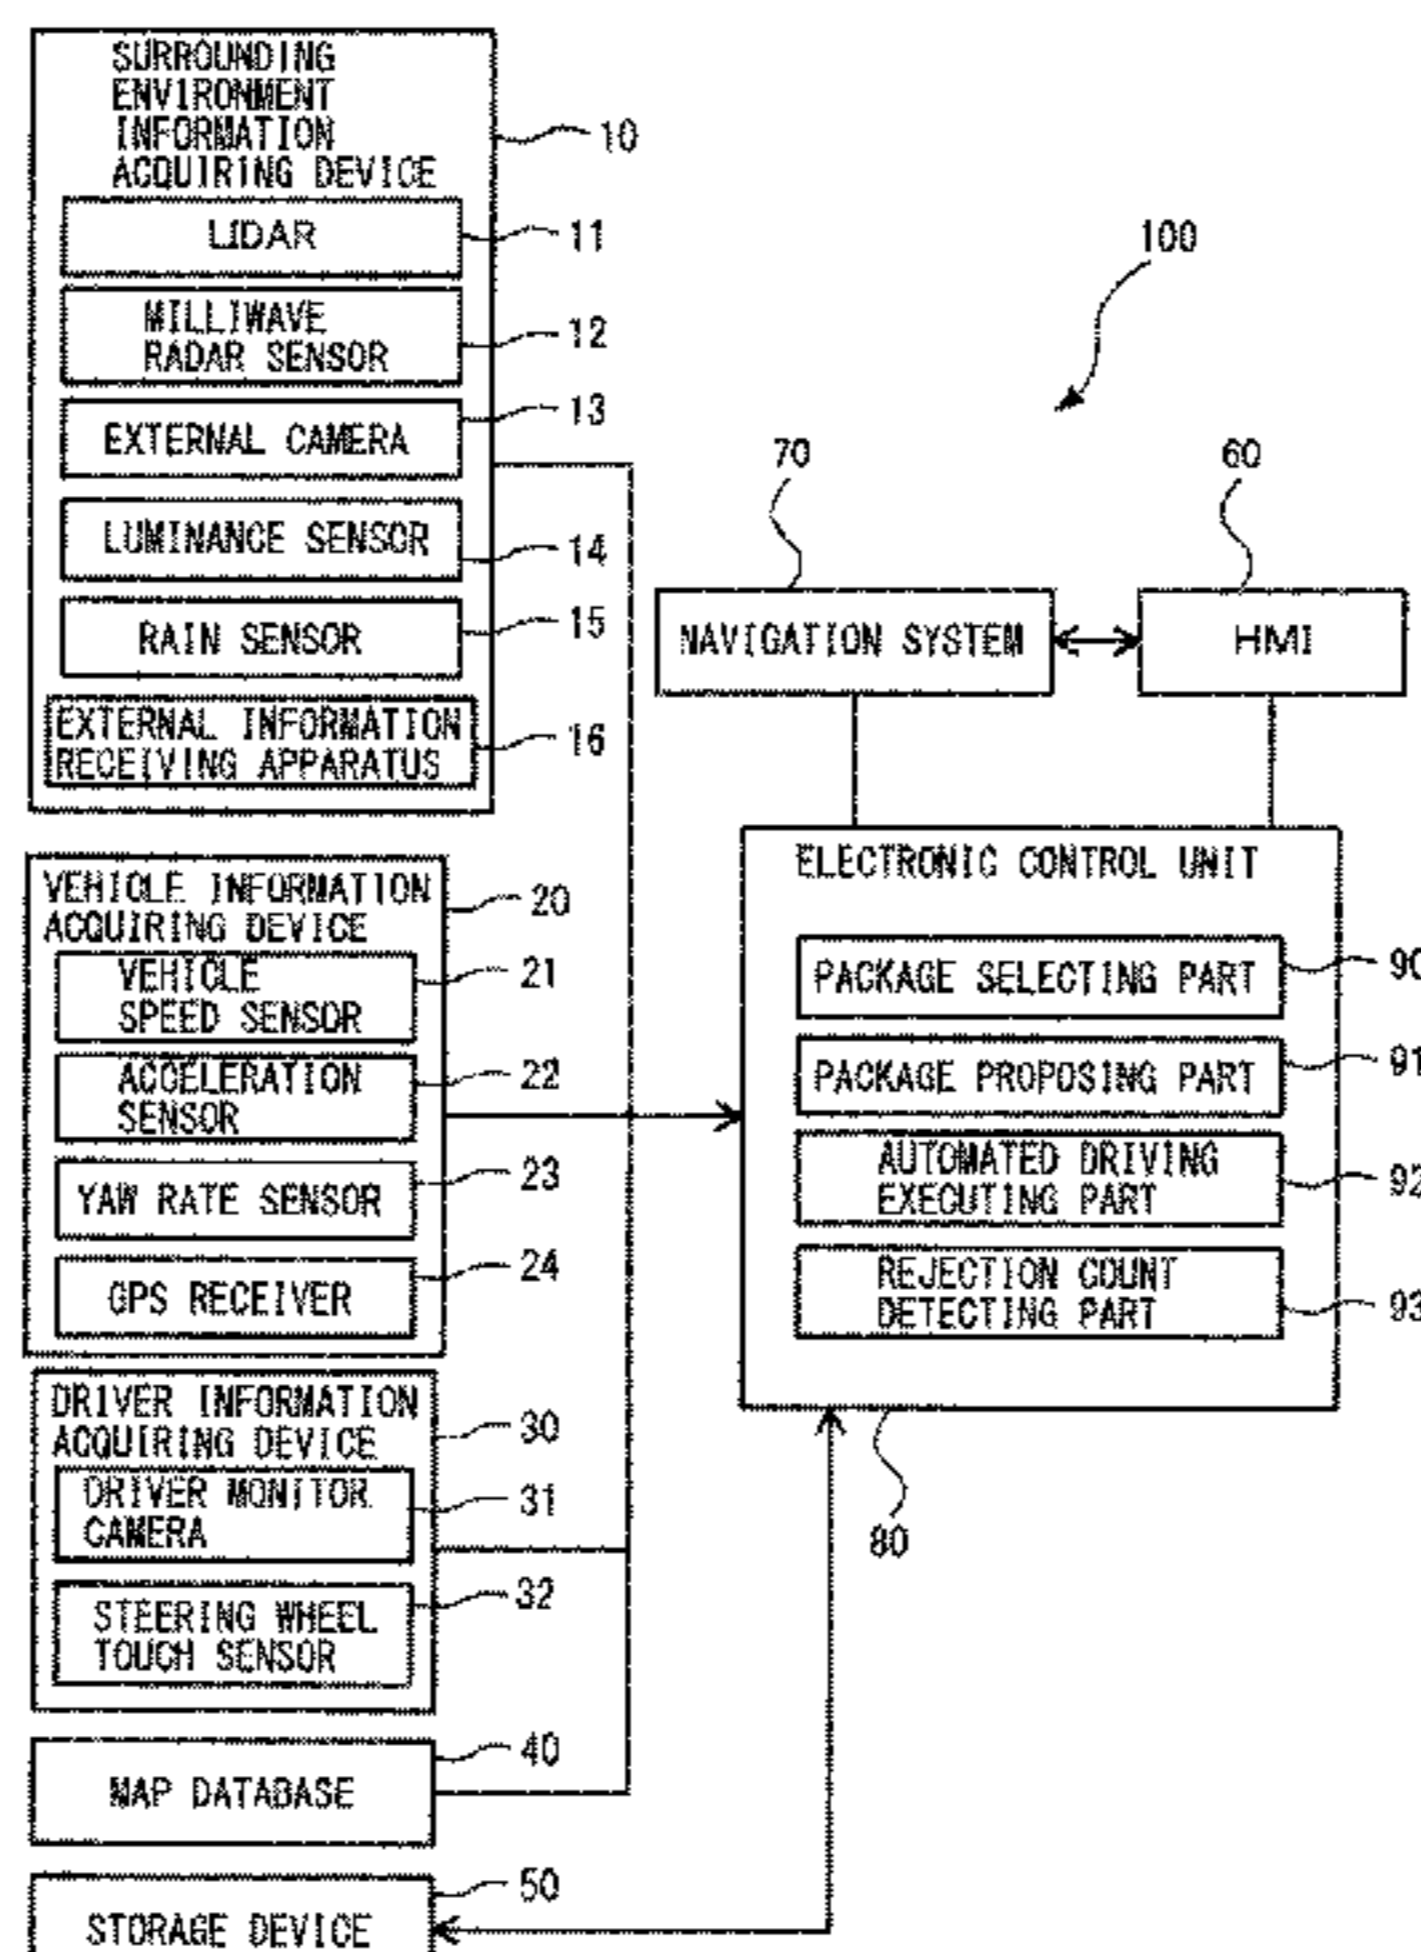 SURROUNDING
ENVIRONMENT
INFORMATION
ACQUIRING DEVICE
10
LIDAR
11
MILLIWAVE
RADAR SENSOR
12
EXTERNAL CAMERA
13
LUMINANCE SENSOR
14
RAIN SENSOR
15
EXTERNAL INFORMATION
RECEIVING APPARATUS
16
100
70
60
NAVIGATION SYSTEM
HMI
VEHICLE INFORMATION
ACQUIRING DEVICE
20
VEHICLE
SPEED SENSOR
21
ACCELERATION
SENSOR
22
YAW RATE SENSOR
23
GPS RECEIVER
24
ELECTRONIC CONTROL UNIT
PACKAGE SELECTING PART
90
PACKAGE PROPOSING PART
91
AUTOMATED DRIVING
EXECUTING PART
92
REJECTION COUNT
DETECTING PART
93
80
DRIVER INFORMATION
ACQUIRING DEVICE
30
DRIVER MONITOR
CAMERA
31
STEERING WHEEL
TOUCH SENSOR
32
MAP DATABASE
40
STORAGE DEVICE
50